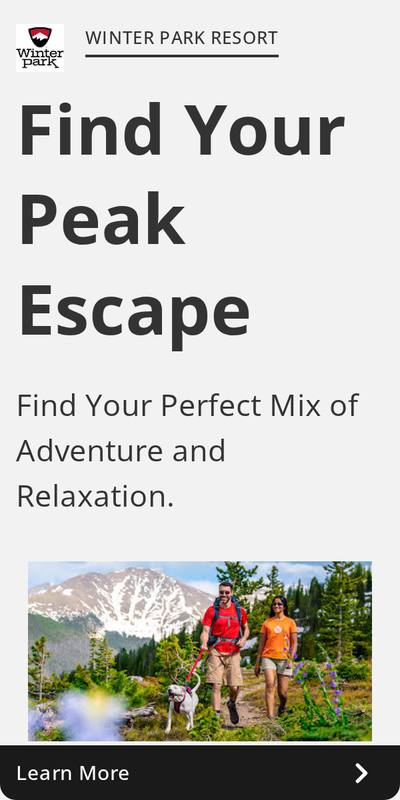 Winter
park
WINTER PARK RESORT
Find Your
Peak
Escape
Find Your Perfect Mix of
Adventure and
Relaxation.
Learn More